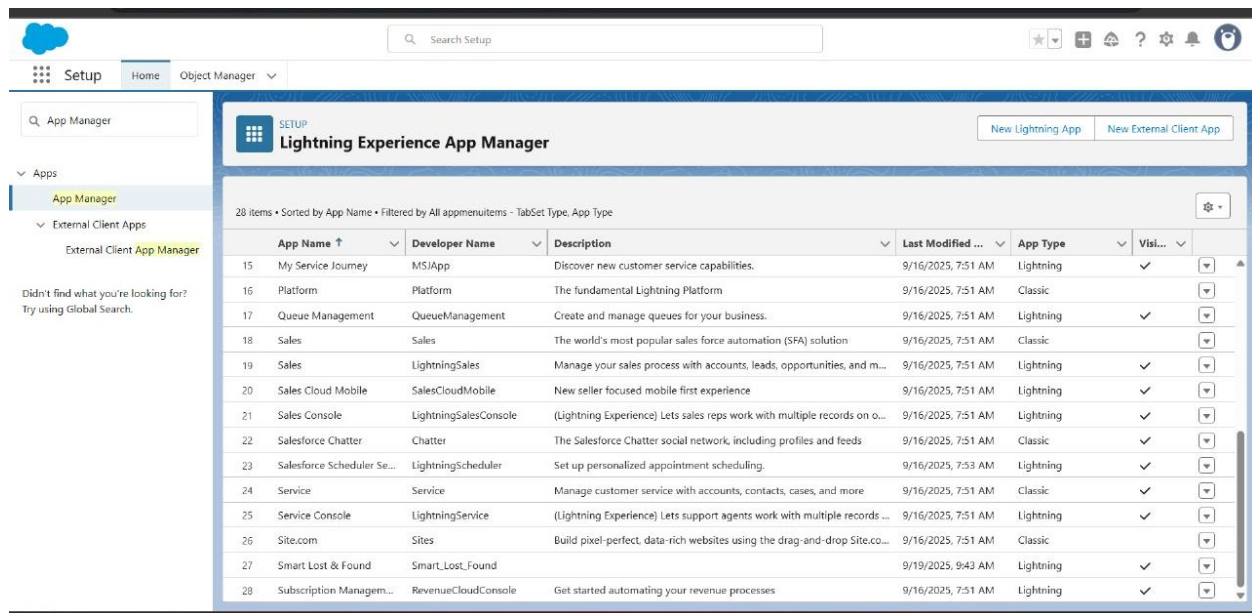 Search Setup
Setup Home Object Manager
App Manager
Apps
App Manager
External Client Apps
External Client App Manager
Didn't find what you're looking for?
Try using Global Search.
SETUP
Lightning Experience App Manager
New Lightning App New External Client App
28 items • Sorted by App Name • Filtered by All appmenuitems - TabSet Type, App Type
App Name ↑ Developer Name Description Last Modified ... App Type Visi...
15 My Service Journey MSJApp Discover new customer service capabilities. 9/16/2025, 7:51 AM Lightning ✓
16 Platform Platform The fundamental Lightning Platform 9/16/2025, 7:51 AM Classic
17 Queue Management QueueManagement Create and manage queues for your business. 9/16/2025, 7:51 AM Lightning ✓
18 Sales Sales The world's most popular sales force automation (SFA) solution 9/16/2025, 7:51 AM Classic
19 Sales LightningSales Manage your sales process with accounts, leads, opportunities, and m... 9/16/2025, 7:51 AM Lightning ✓
20 Sales Cloud Mobile SalesCloudMobile New seller focused mobile first experience 9/16/2025, 7:51 AM Lightning ✓
21 Sales Console LightningSalesConsole (Lightning Experience) Lets sales reps work with multiple records on o... 9/16/2025, 7:51 AM Lightning ✓
22 Salesforce Chatter Chatter The Salesforce Chatter social network, including profiles and feeds 9/16/2025, 7:51 AM Classic ✓
23 Salesforce Scheduler Se... LightningScheduler Set up personalized appointment scheduling. 9/16/2025, 7:53 AM Lightning ✓
24 Service Service Manage customer service with accounts, contacts, cases, and more 9/16/2025, 7:51 AM Classic ✓
25 Service Console LightningService (Lightning Experience) Lets support agents work with multiple records ... 9/16/2025, 7:51 AM Lightning ✓
26 Site.com Sites Build pixel-perfect, data-rich websites using the drag-and-drop Site.co... 9/16/2025, 7:51 AM Classic
27 Smart Lost & Found Smart_Lost_Found 9/19/2025, 9:43 AM Lightning ✓
28 Subscription Managem... RevenueCloudConsole Get started automating your revenue processes 9/16/2025, 7:51 AM Lightning ✓